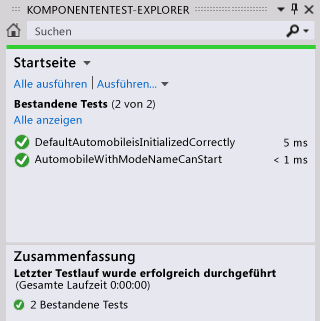 KOMPONENTENTEST-EXPLORER
Suchen
Startseite
Alle ausführen Ausführen...
Bestandene Tests (2 von 2)
Alle anzeigen
DefaultAutomobileisInitializedCorrectly 5 ms
AutomobileWithModeNameCanStart < 1 ms
Zusammenfassung
Letzter Testlauf wurde erfolgreich durchgeführt
(Gesamte Laufzeit 0:00:00)
2 Bestandene Tests